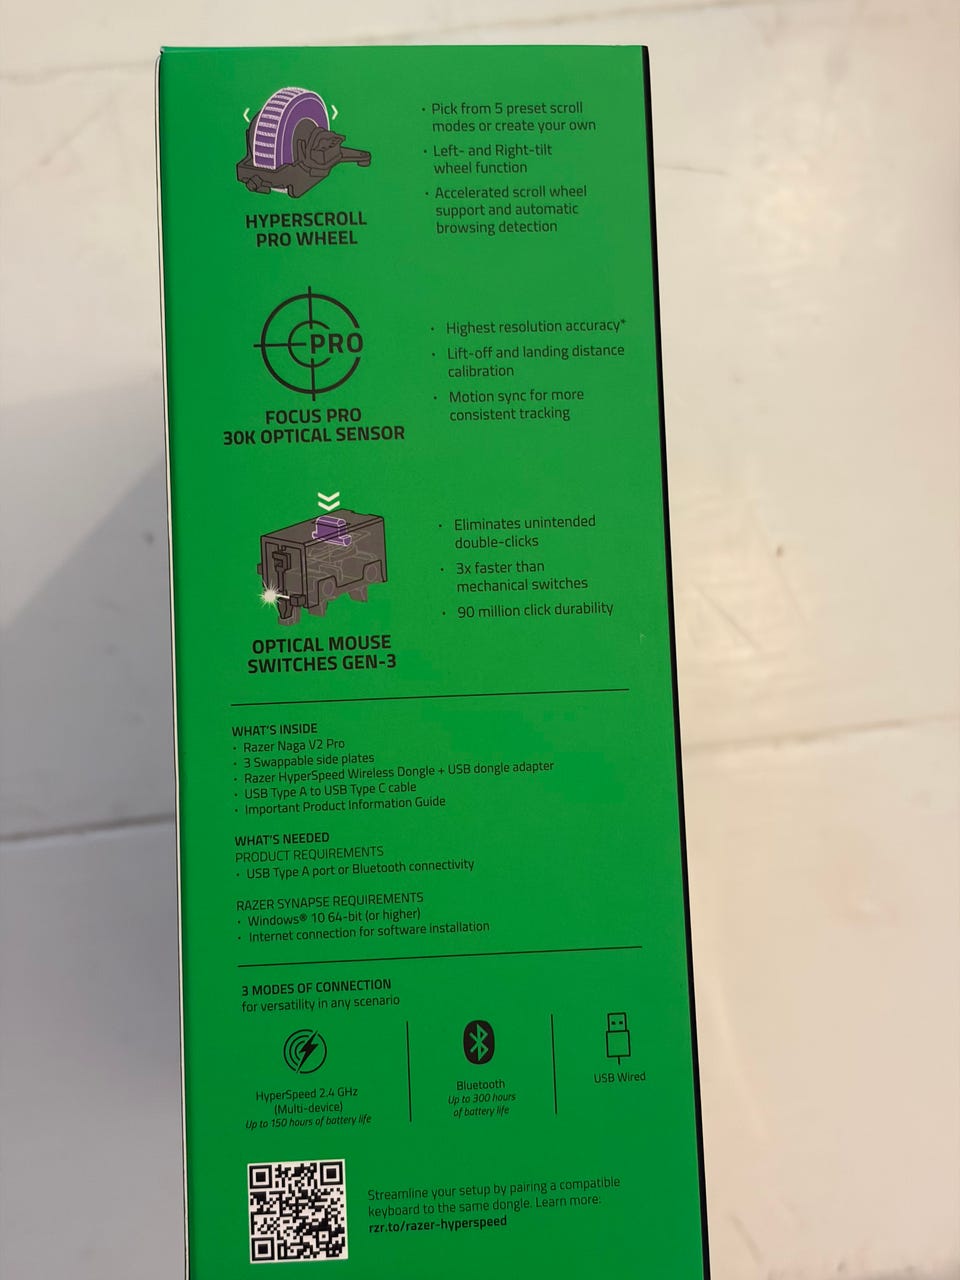 · Pick from 5 preset scroll
modes or create your own
· Left- and Right-tilt
wheel function
· Accelerated scroll wheel
support and automatic
browsing detection
HYPERSCROLL
PRO WHEEL
PRO
· Highest resolution accuracy*
· Lift-off and landing distance
calibration
· Motion sync for more
consistent tracking
FOCUS PRO
30K OPTICAL SENSOR
· Eliminates unintended
double-clicks
· 3x faster than
mechanical switches
· 90 million click durability
OPTICAL MOUSE
SWITCHES GEN-3
WHAT'S INSIDE
· Razer Naga V2 Pro
· 3 Swappable side plates
· Razer HyperSpeed Wireless Dongle + USB dongle adapter
· USB Type A to USB Type C cable
· Important Product Information Guide
WHAT'S NEEDED
PRODUCT REQUIREMENTS
· USB Type A port or Bluetooth connectivity
RAZER SYNAPSE REQUIREMENTS
· Windows® 10 64-bit (or higher)
· Internet connection for software installation
3 MODES OF CONNECTION
for versatility in any scenario
HyperSpeed 2.4 GHz
(Multi-device)
Up to 150 hours of battery life
Bluetooth
Up to 300 hours
of battery life
USB Wired
Streamline your setup by pairing a compatible
keyboard to the same dongle. Learn more:
rzr.to/razer-hyperspeed